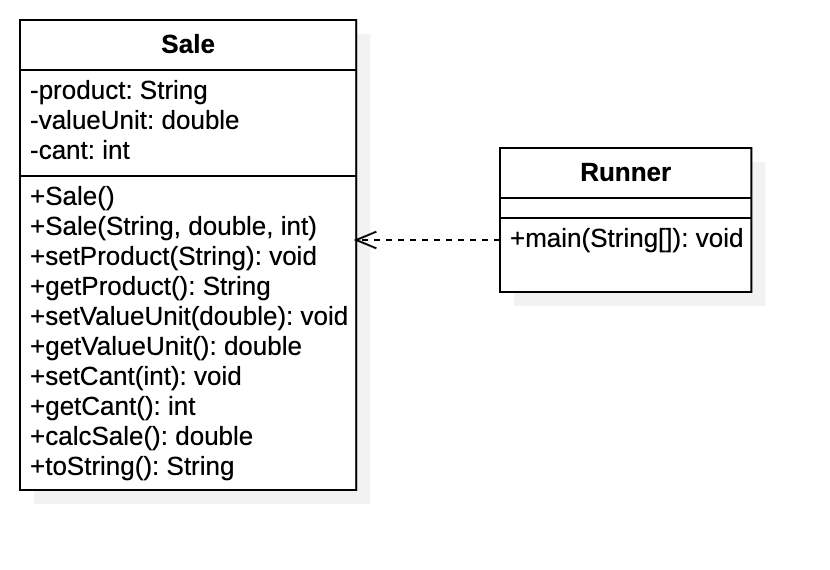 Sale
-product: String
-valueUnit: double
-cant: int
+Sale()
+Sale(String, double, int)
+setProduct(String): void
+getProduct(): String
+setValueUnit(double): void
+getValueUnit(): double
+setCant(int): void
+getCant(): int
+calcSale(): double
+toString(): String
Runner
+main(String[]): void